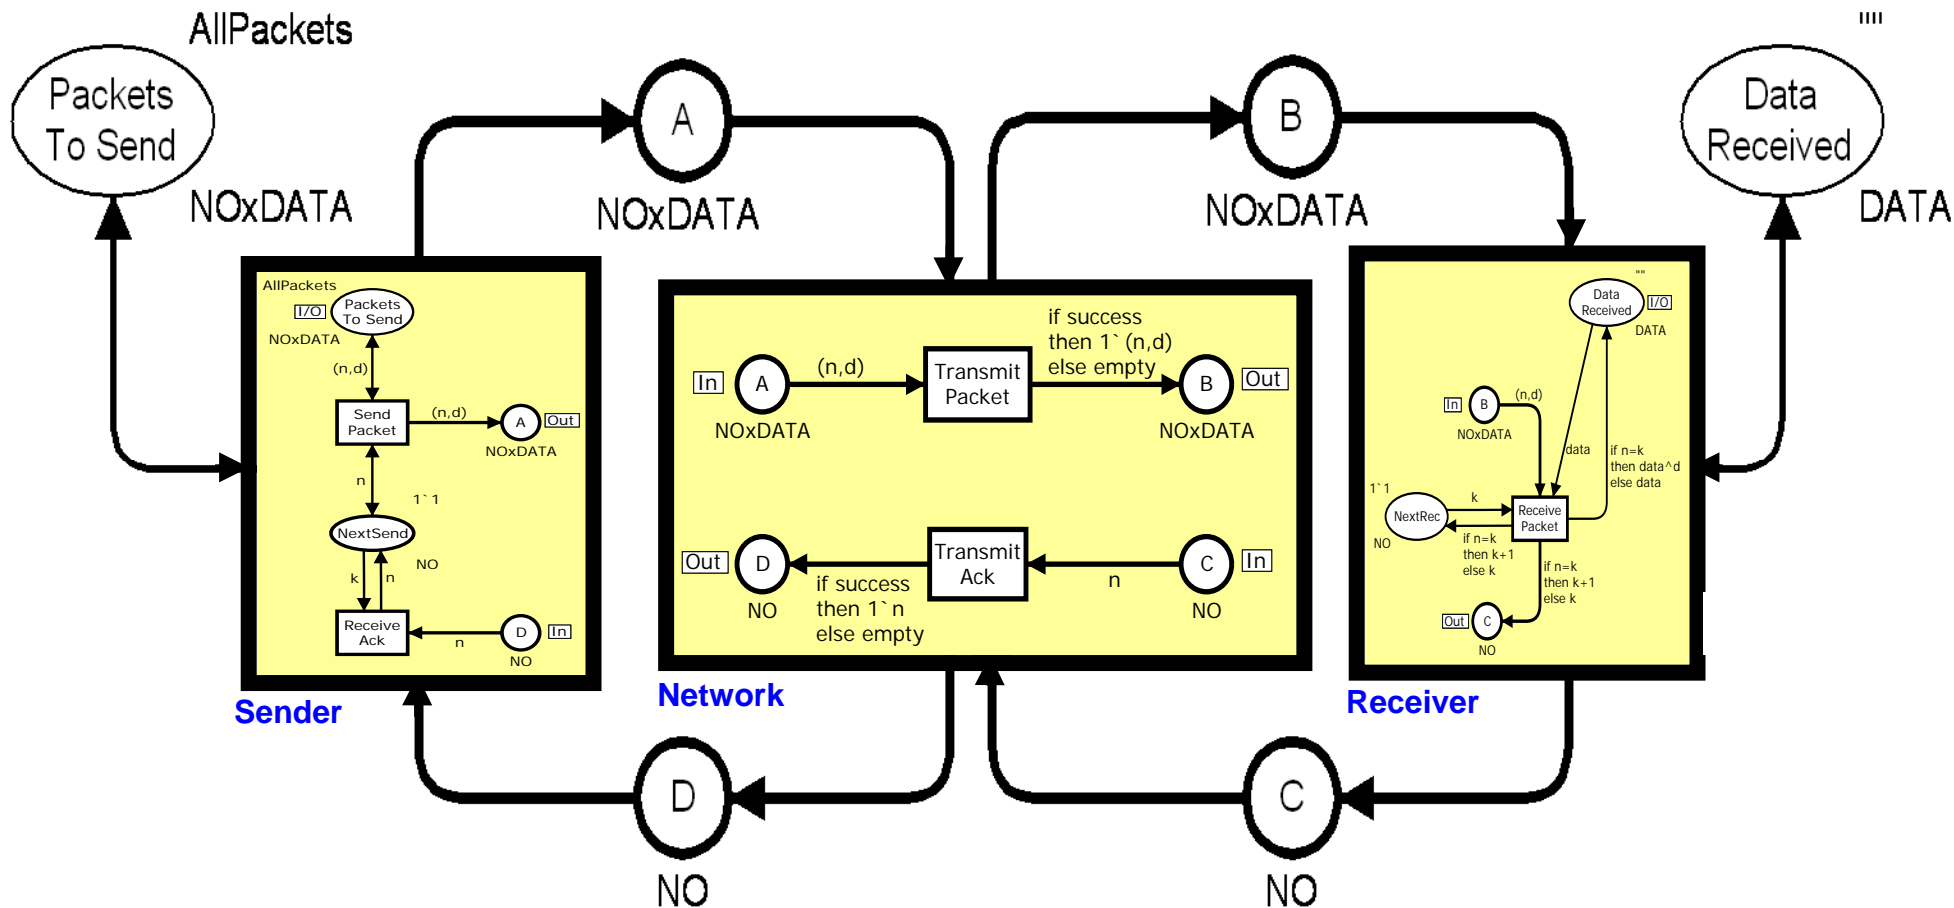 AllPackets
Packets
To Send
NOxDATA
A
NOxDATA
B
NOxDATA
""
Data
Received
DATA
AllPackets
I/O
Packets
To Send
NOxDATA
(n,d)
Send
Packet
(n,d)
A
Out
NOxDATA
n
1`1
NextSend
NO
k
n
Receive
Ack
n
D
In
NO
Sender
In
A
NOxDATA
(n,d)
Transmit
Packet
if success
then 1`(n,d)
else empty
B
Out
NOxDATA
Out
D
NO
if success
then 1`n
else empty
Transmit
Ack
n
C
In
NO
Network
""
Data
Received
I/O
DATA
In
B
(n,d)
NOxDATA
data
if n=k
then data^d
else data
1`1
NextRec
NO
k
if n=k
then k+1
else k
Receive
Packet
if n=k
then k+1
else k
Out
C
NO
Receiver
D
NO
C
NO